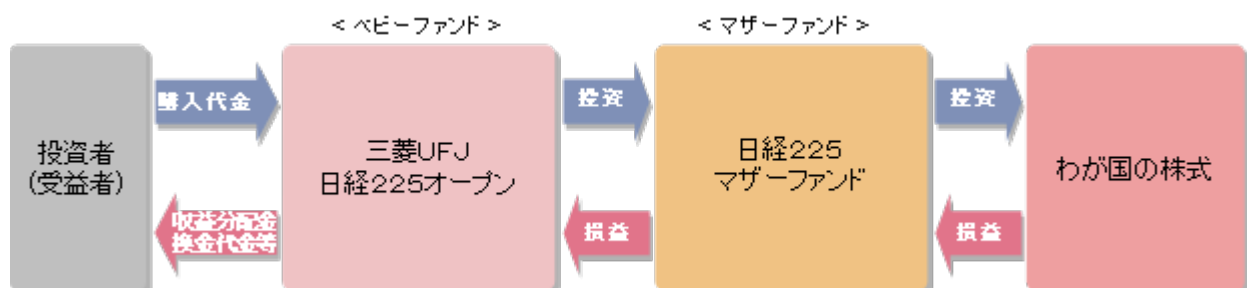 ＜ベビーファンド＞
＜マザーファンド＞
投資者
(受益者)
購入代金
収益分配金
換金代金等
三菱UFJ
日経225オープン
投資
損益
日経225
マザーファンド
投資
損益
わが国の株式